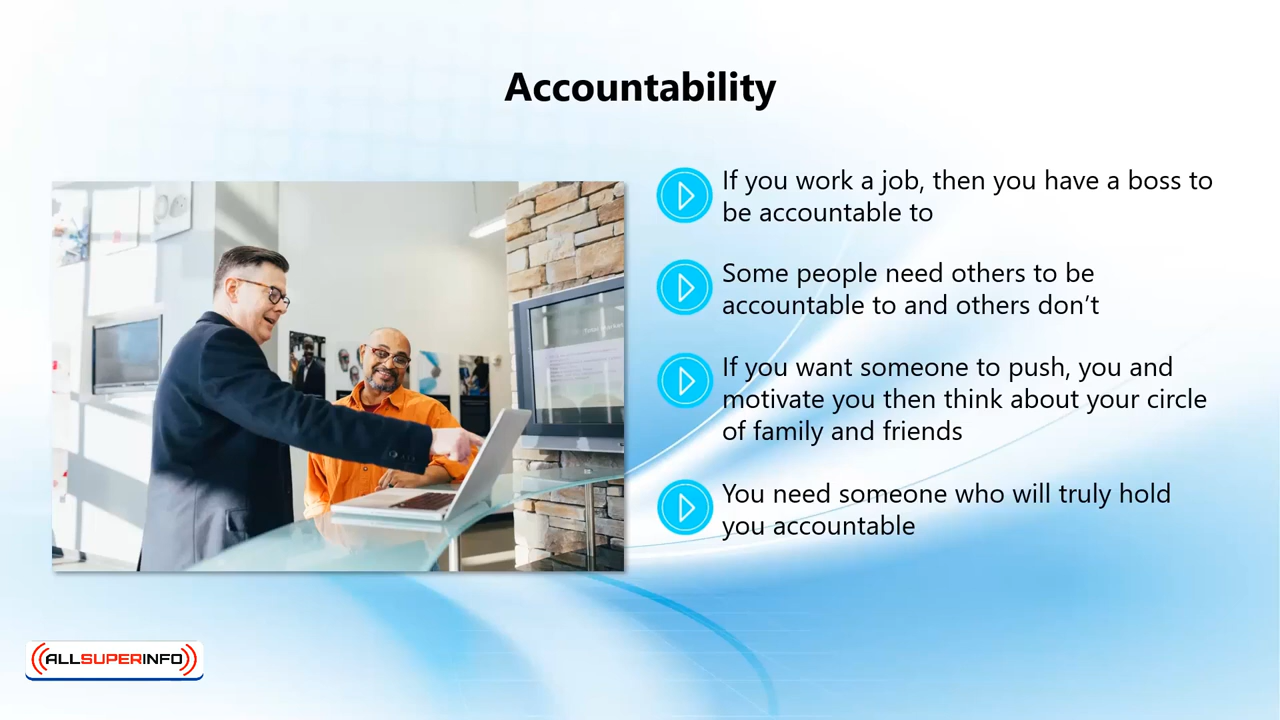 Accountability
If you work a job, then you have a boss to
be accountable to
Some people need others to be
accountable to and others don’t
If you want someone to push, you and
motivate you then think about your circle
of family and friends
You need someone who will truly hold
you accountable
ALLSUPERINFO